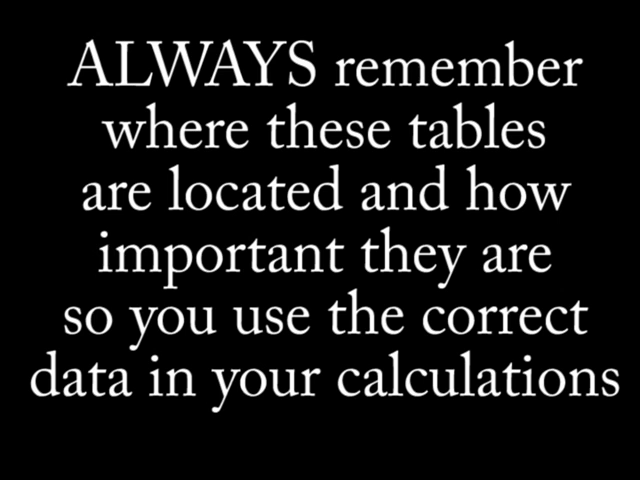 ALWAYS remember
where these tables
are located and how
important they are
so you use the correct
data in your calculations